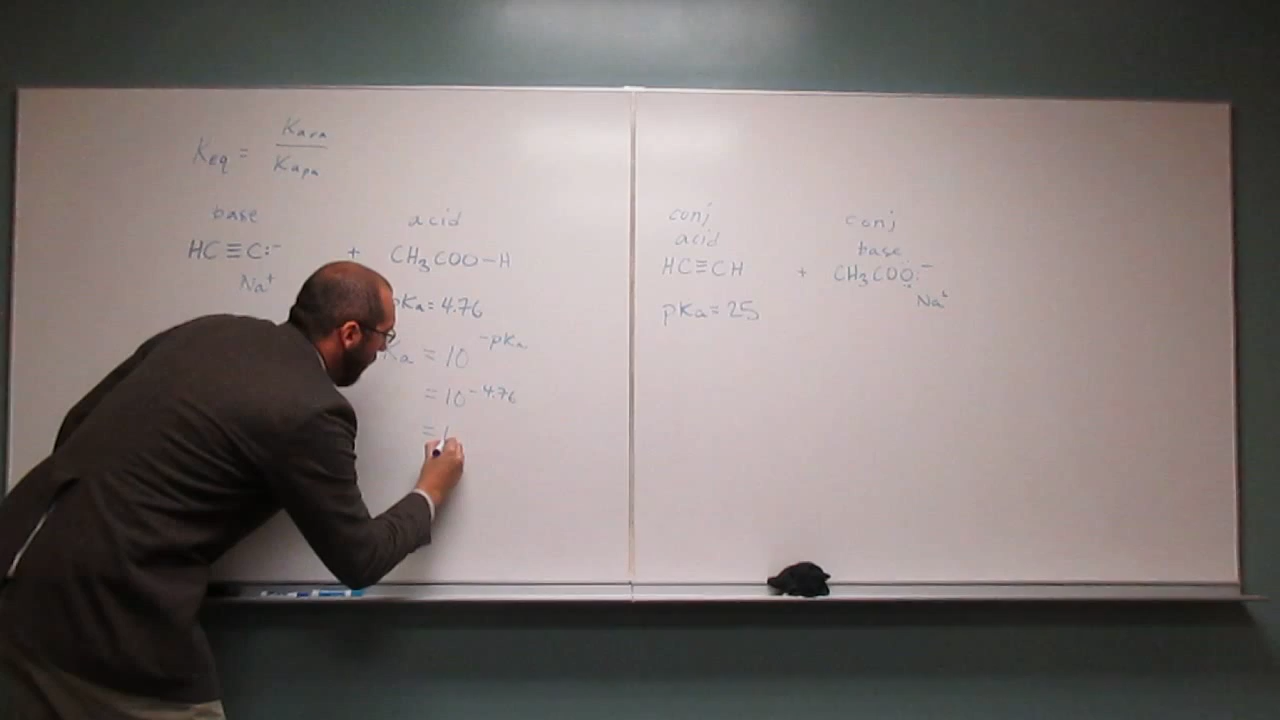 Keq = Kara
Kapa
base
acid
HC≡C:⁻ + CH₃COO–H
Na⁺
pKa = 4.76
Ka = 10^-pKa
= 10^-4.76
= 1
conj
acid
conj
base
HC≡CH + CH₃COO:⁻
Na⁺
pKa = 25